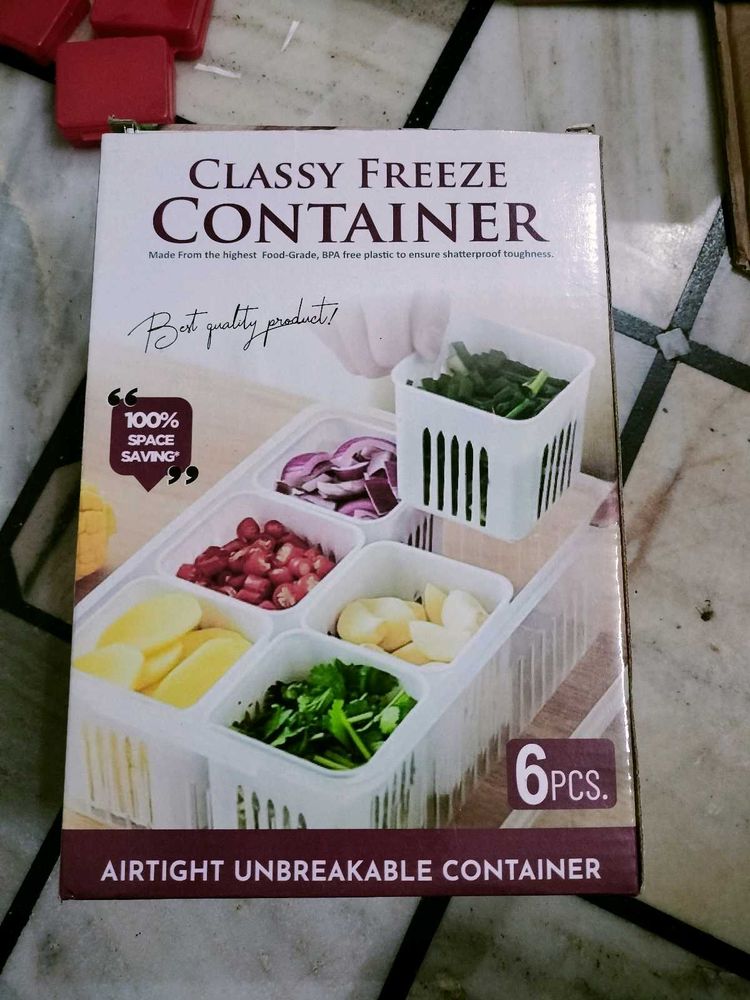 CLASSY FREEZE
CONTAINER
Made From the highest Food-Grade, BPA free plastic to ensure shatterproof toughness.
Best quality product!
“
100%
SPACE
SAVING*
”
6PCS.
AIRTIGHT UNBREAKABLE CONTAINER